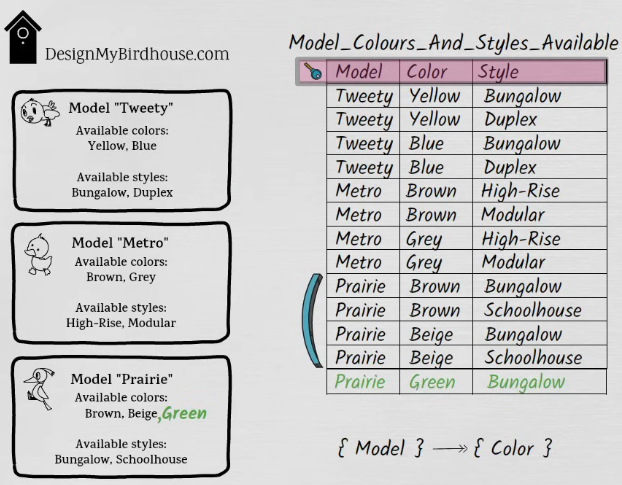 DesignMyBirdhouse.com
Model "Tweety"
Available colors:
Yellow, Blue
Available styles:
Bungalow, Duplex
Model "Metro"
Available colors:
Brown, Grey
Available styles:
High-Rise, Modular
Model "Prairie"
Available colors:
Brown, Beige,Green
Available styles:
Bungalow, Schoolhouse
Model_Colours_And_Styles_Available
Model Color Style
Tweety Yellow Bungalow
Tweety Yellow Duplex
Tweety Blue Bungalow
Tweety Blue Duplex
Metro Brown High-Rise
Metro Brown Modular
Metro Grey High-Rise
Metro Grey Modular
Prairie Brown Bungalow
Prairie Brown Schoolhouse
Prairie Beige Bungalow
Prairie Beige Schoolhouse
Prairie Green Bungalow
{ Model } —>> { Color }